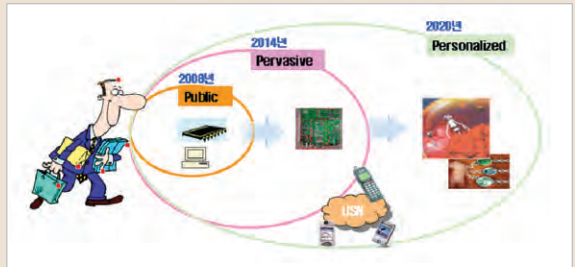 2008년
Public
2014년
Pervasive
2020년
Personalized
USN